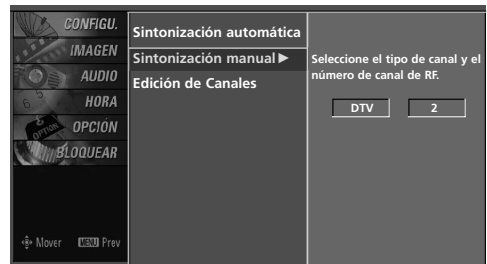 CONFIGU.
IMAGEN
AUDIO
HORA
OPCIÓN
BLOQUEAR
Mover MENU Prev
Sintonización automática
Sintonización manual
Edición de Canales
Seleccione el tipo de canal y el
número de canal de RF.
DTV 2